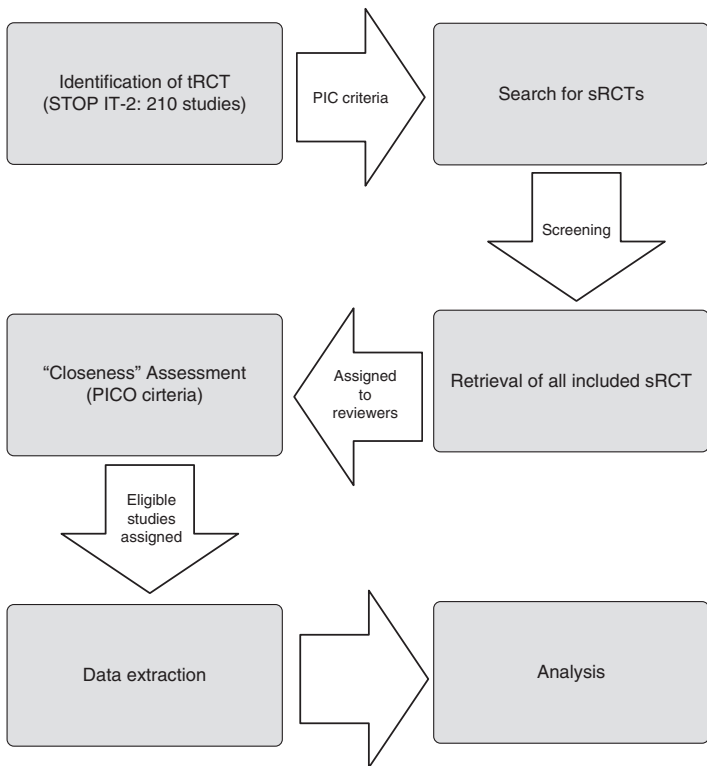 Identification of tRCT
(STOP IT-2: 210 studies)
PIC criteria
Search for sRCTs
Screening
Retrieval of all included sRCT
Assigned
to
reviewers
“Closeness” Assessment
(PICO cirteria)
Eligible
studies
assigned
Data extraction
Analysis